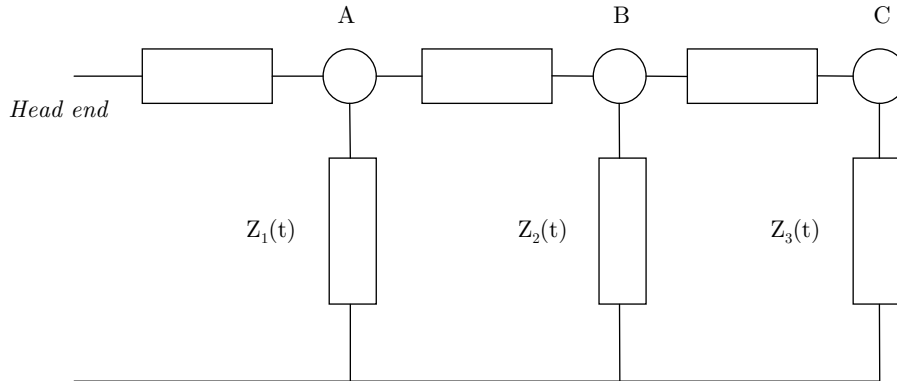 A
B
C
Head end
Z₁(t)
Z₂(t)
Z₃(t)